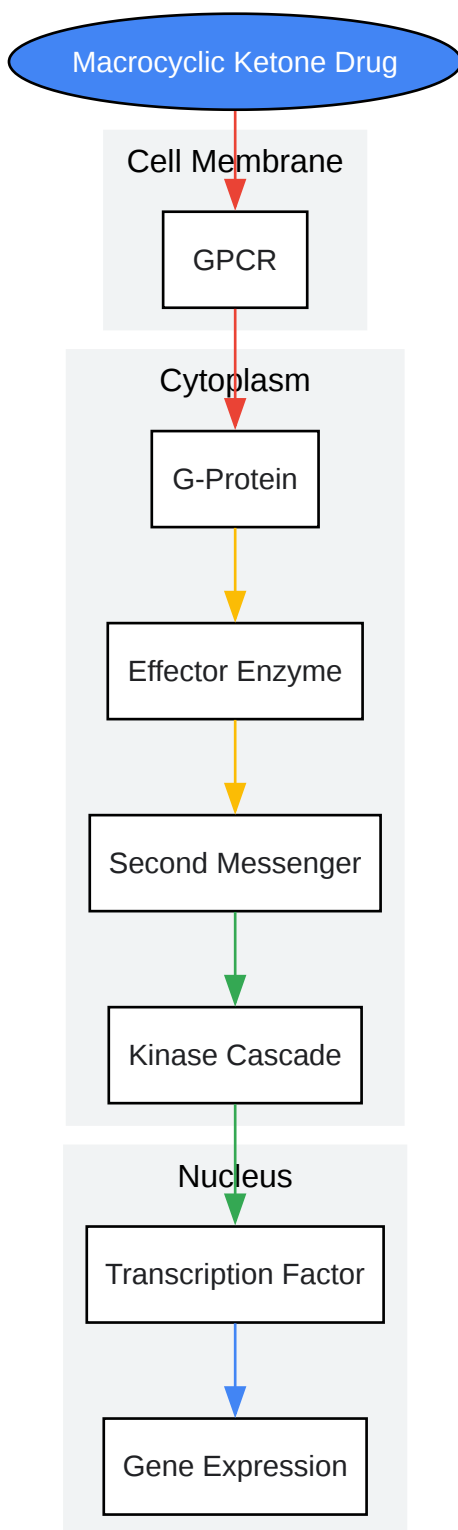 Macrocyclic Ketone Drug
Cell Membrane
GPCR
Cytoplasm
G-Protein
Effector Enzyme
Second Messenger
Kinase Cascade
Nucleus
Transcription Factor
Gene Expression